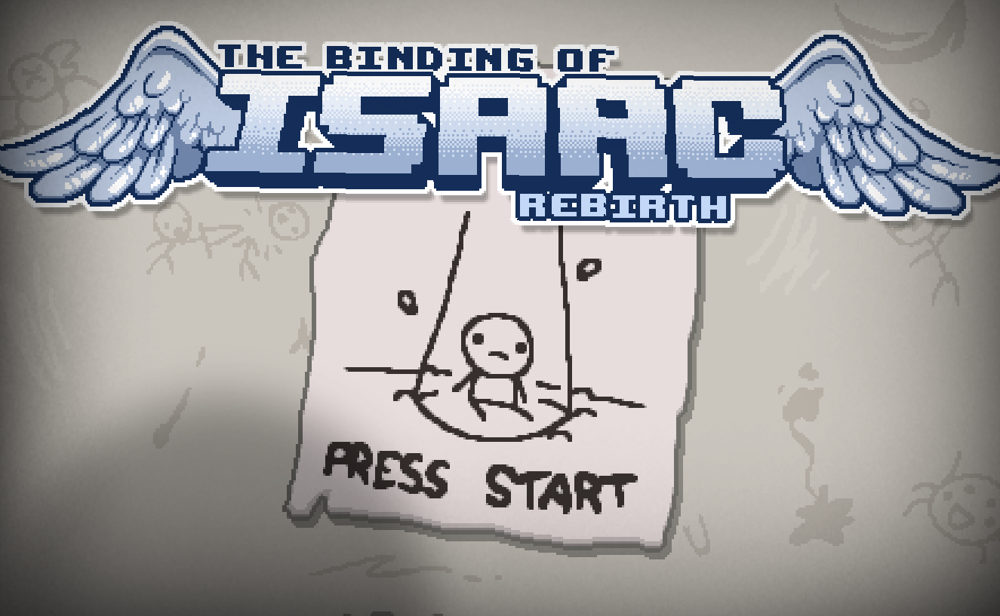 THE BINDING OF
ISAAC
REBIRTH
PRESS START